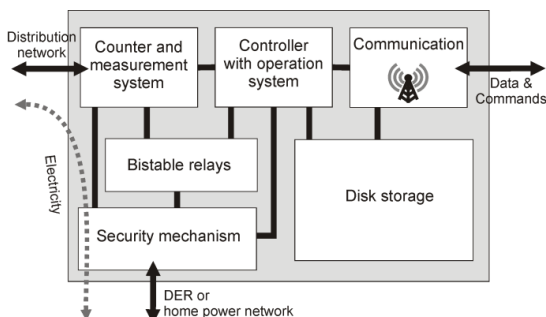 Distribution
network
Counter and
measurement
system
Controller
with operation
system
Communication
Data &
Commands
Electricity
Bistable relays
Disk storage
Security mechanism
DER or
home power network